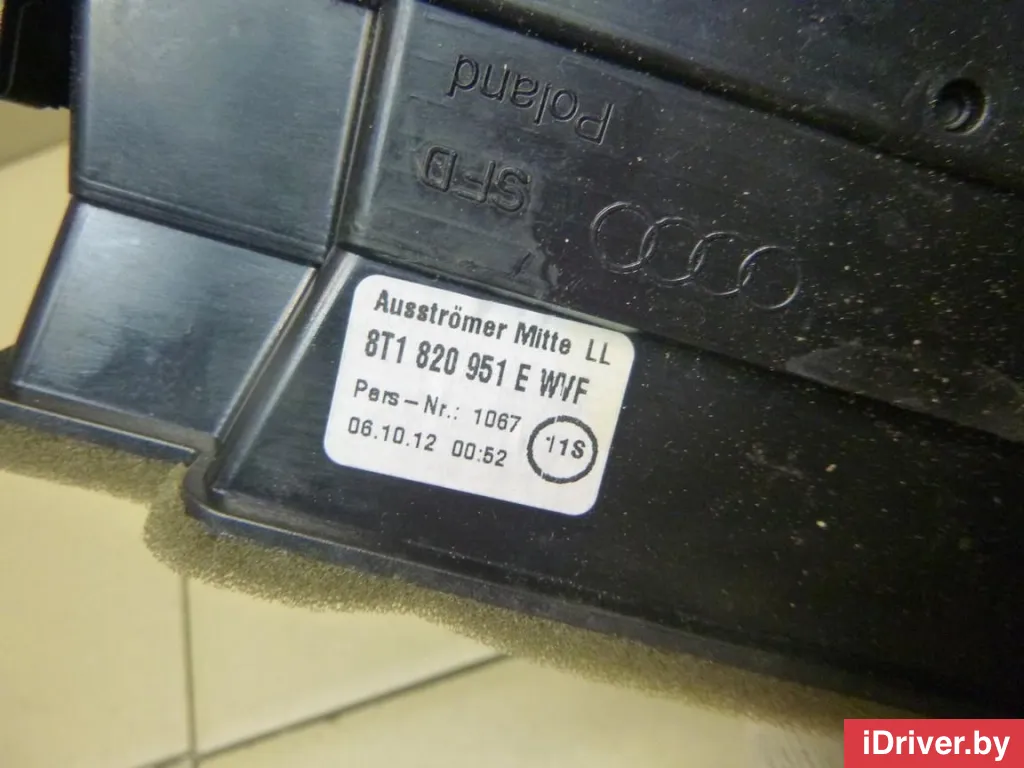 Poland
SFD
Ausströmer Mitte LL
8T1 820 951 E WVF
Pers-Nr.: 1067
06.10.12 00:52
11S
iDriver.by